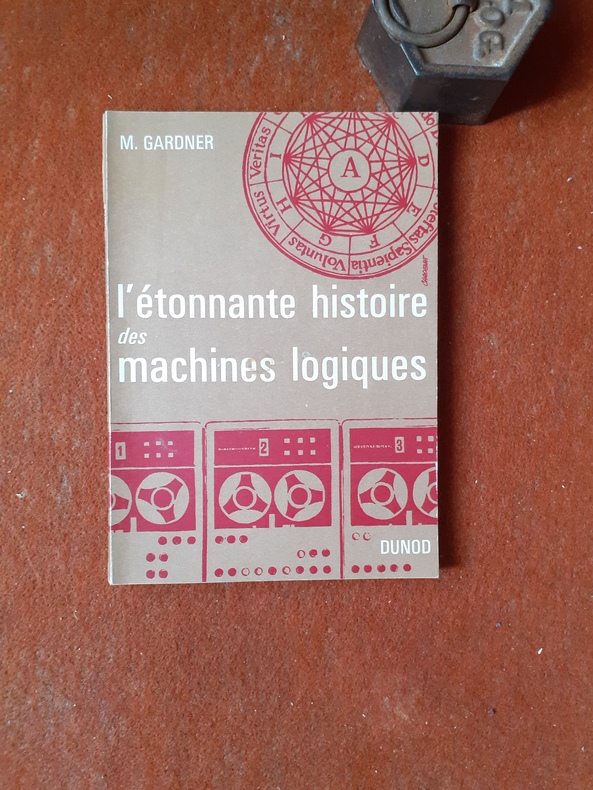 M. GARDNER
Veritas
Virtus
Voluntas
Sapientia
A
I
H
G
F
E
D
l'étonnante histoire
des
machines logiques
1
2
3
DUNOD